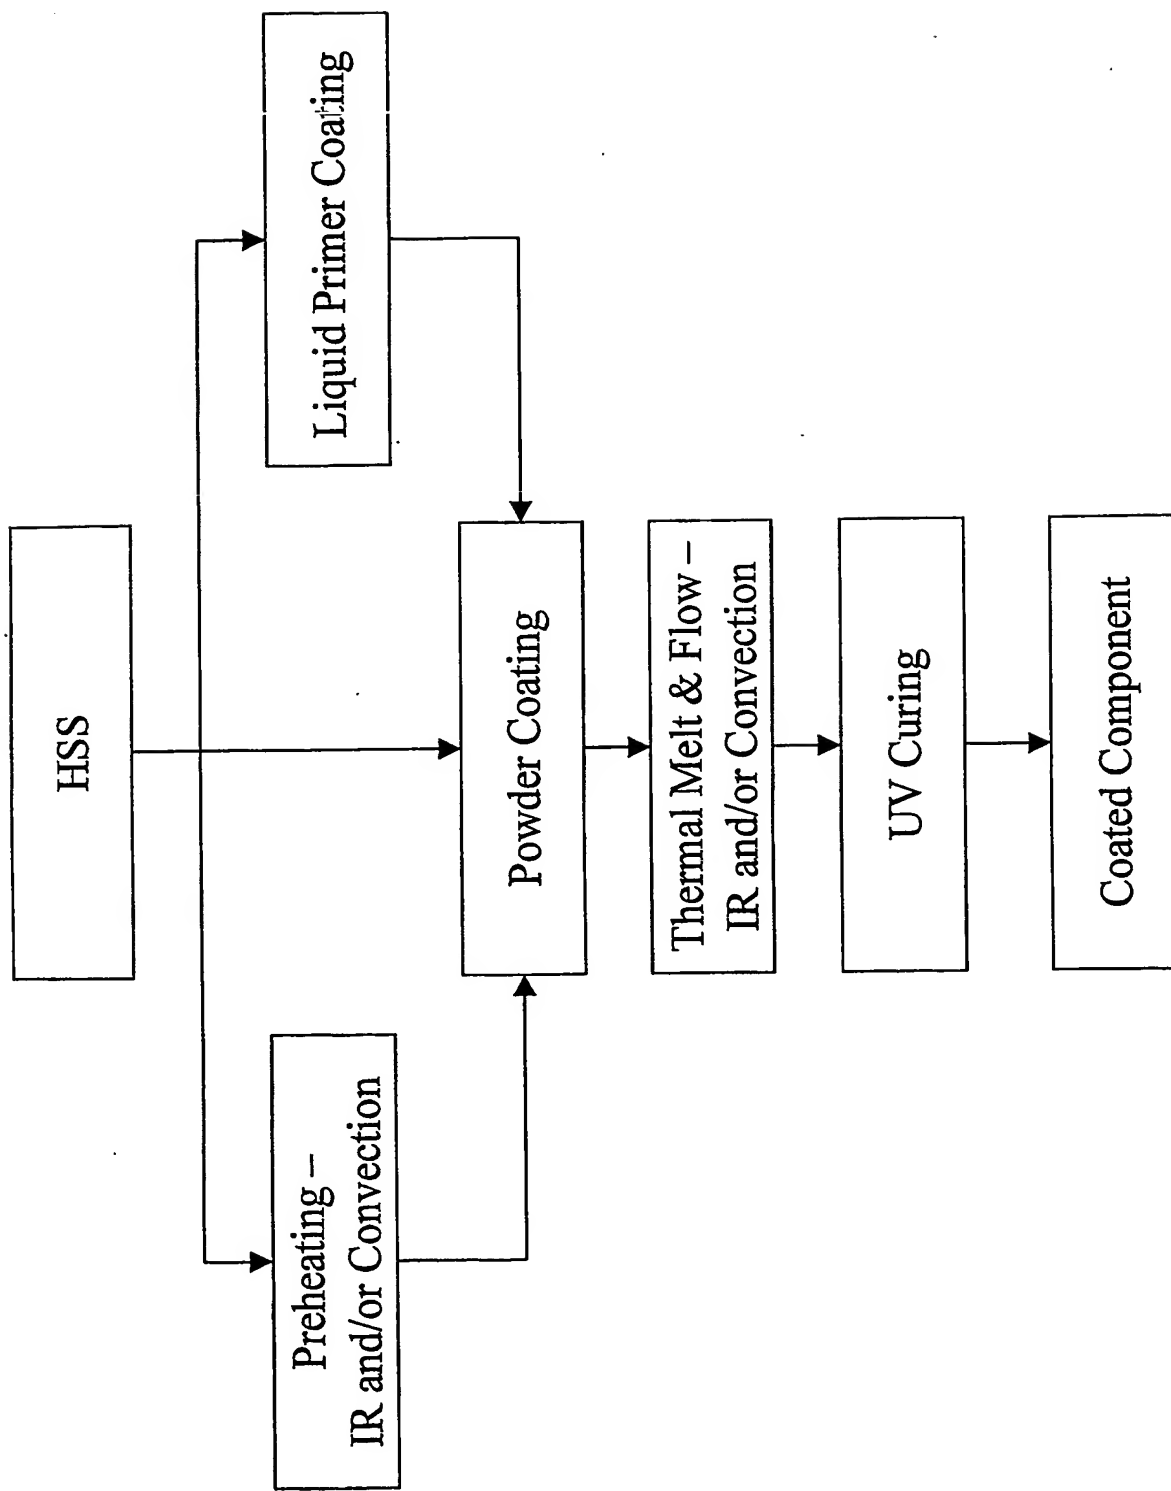 HSS
Preheating –
IR and/or Convection
Liquid Primer Coating
Powder Coating
Thermal Melt & Flow –
IR and/or Convection
UV Curing
Coated Component